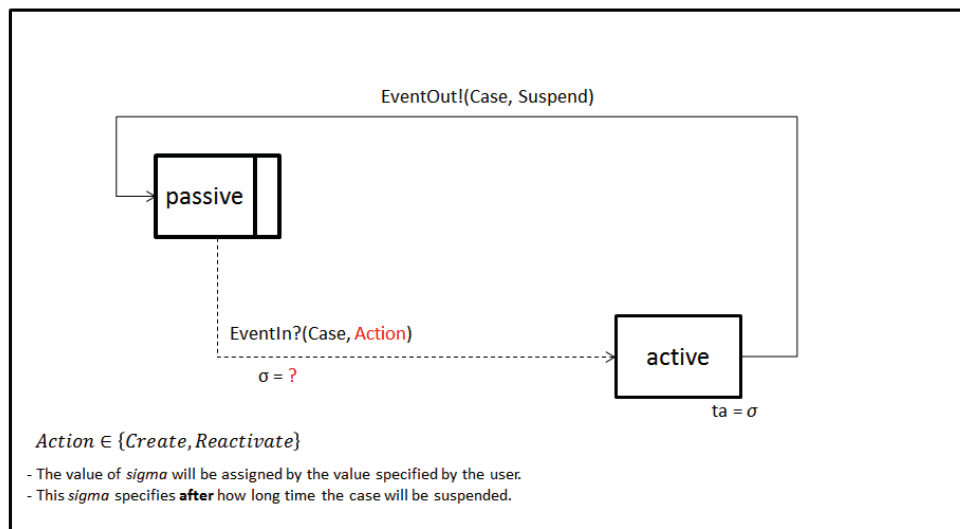 EventOut!(Case, Suspend)
passive
EventIn?(Case, Action)
σ = ?
active
ta = σ
Action ∈ {Create, Reactivate}
- The value of sigma will be assigned by the value specified by the user.
- This sigma specifies after how long time the case will be suspended.